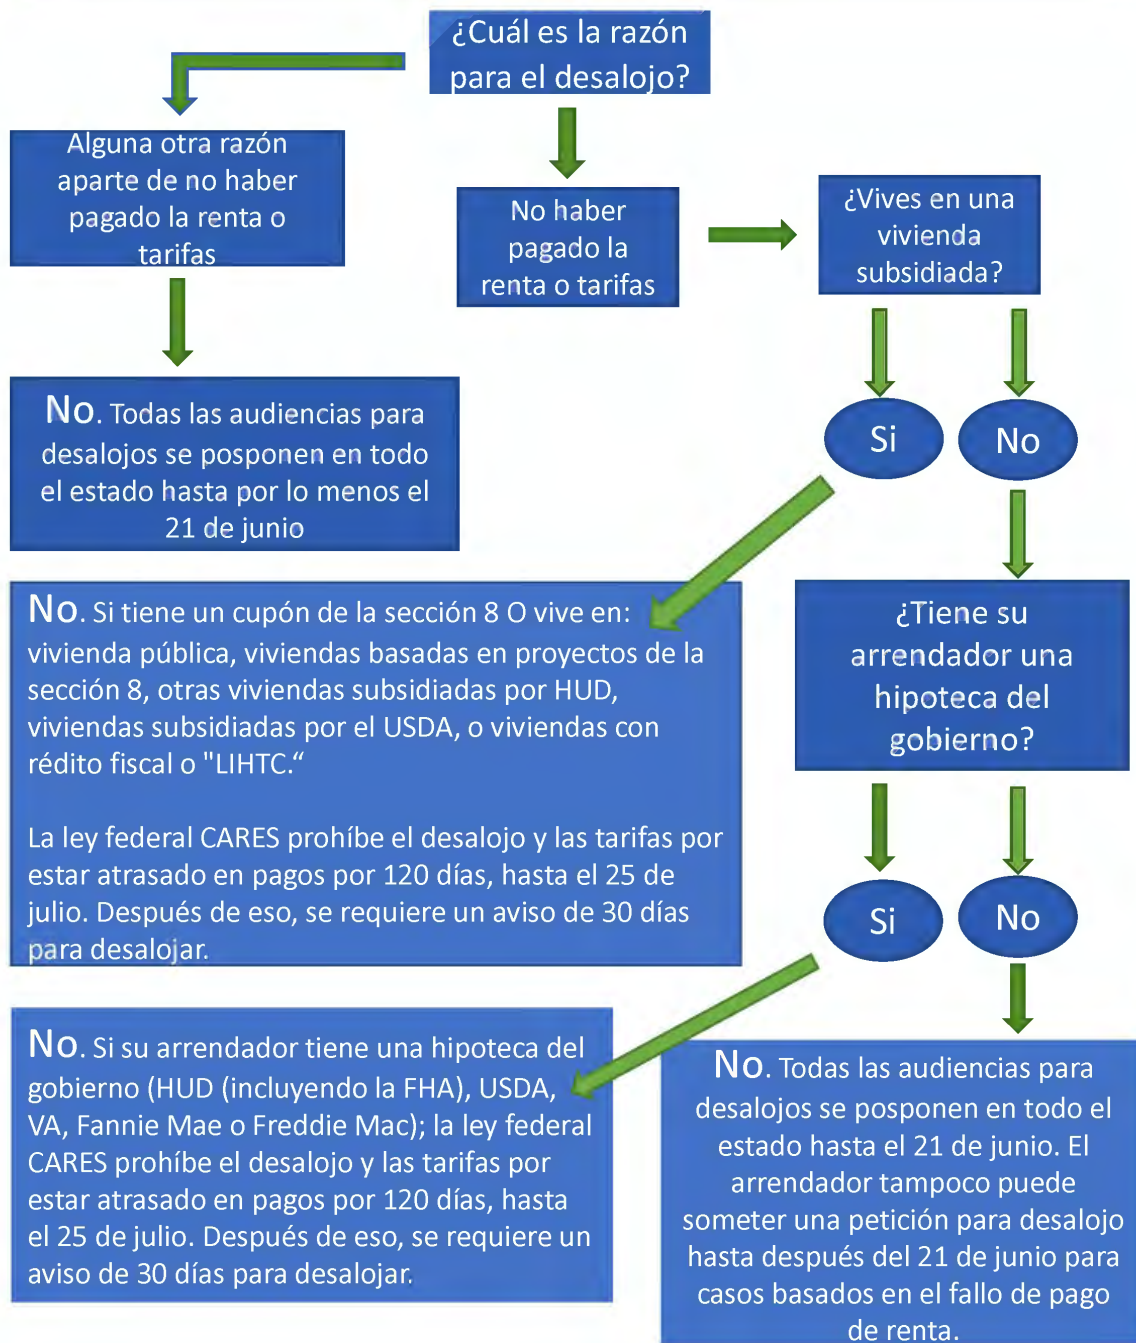 ¿Cuál es la razón
para el desalojo?
Alguna otra razón
aparte de no haber
pagado la renta o
tarifas
No haber
pagado la
renta o tarifas
¿Vives en una
vivienda
subsidiada?
No. Todas las audiencias para
desalojos se posponen en todo
el estado hasta por lo menos el
21 de junio
Si
No
No. Si tiene un cupón de la sección 8 O vive en:
vivienda pública, viviendas basadas en proyectos de la
sección 8, otras viviendas subsidiadas por HUD,
viviendas subsidiadas por el USDA, o viviendas con
rédito fiscal o "LIHTC.“
La ley federal CARES prohíbe el desalojo y las tarifas por
estar atrasado en pagos por 120 días, hasta el 25 de
julio. Después de eso, se requiere un aviso de 30 días
para desalojar.
¿Tiene su
arrendador una
hipoteca del
gobierno?
Si
No
No. Si su arrendador tiene una hipoteca del
gobierno (HUD (incluyendo la FHA), USDA,
VA, Fannie Mae o Freddie Mac); la ley federal
CARES prohíbe el desalojo y las tarifas por
estar atrasado en pagos por 120 días, hasta
el 25 de julio. Después de eso, se requiere un
aviso de 30 días para desalojar.
No. Todas las audiencias para
desalojos se posponen en todo el
estado hasta el 21 de junio. El
arrendador tampoco puede
someter una petición para desalojo
hasta después del 21 de junio para
casos basados en el fallo de pago
de renta.